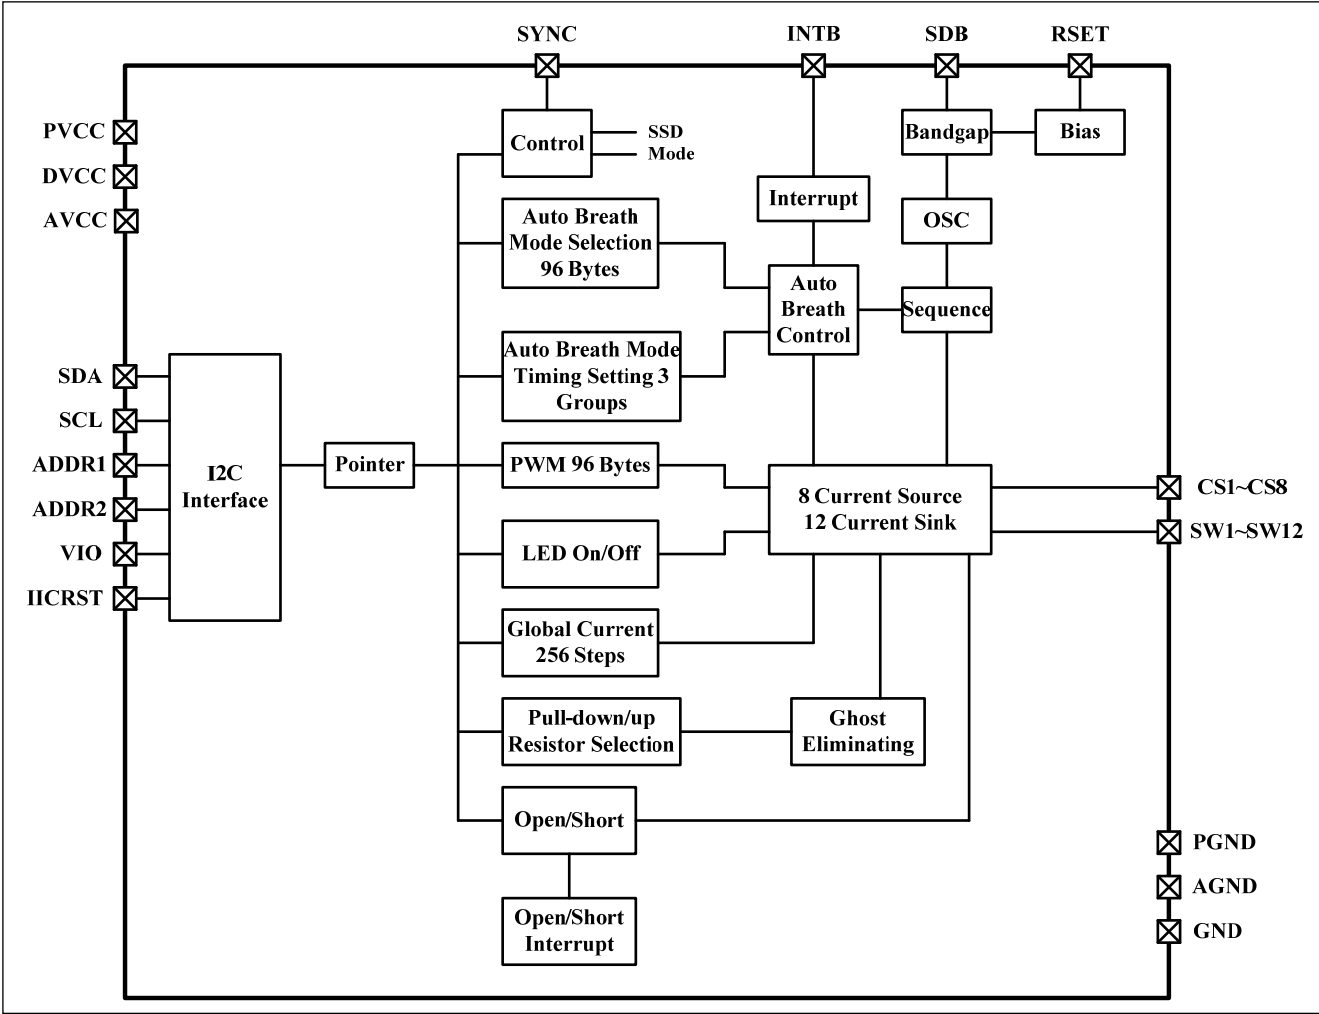 SYNC
INTB
SDB
RSET
PVCC
DVCC
AVCC
Control
SSD
Mode
Bandgap
Bias
Interrupt
OSC
Auto Breath
Mode Selection
96 Bytes
Auto
Breath
Control
Sequence
Auto Breath Mode
Timing Setting 3
Groups
SDA
SCL
ADDR1
ADDR2
VIO
IICRST
I2C
Interface
Pointer
PWM 96 Bytes
8 Current Source
12 Current Sink
CS1~CS8
SW1~SW12
LED On/Off
Global Current
256 Steps
Pull-down/up
Resistor Selection
Ghost
Eliminating
Open/Short
Open/Short
Interrupt
PGND
AGND
GND